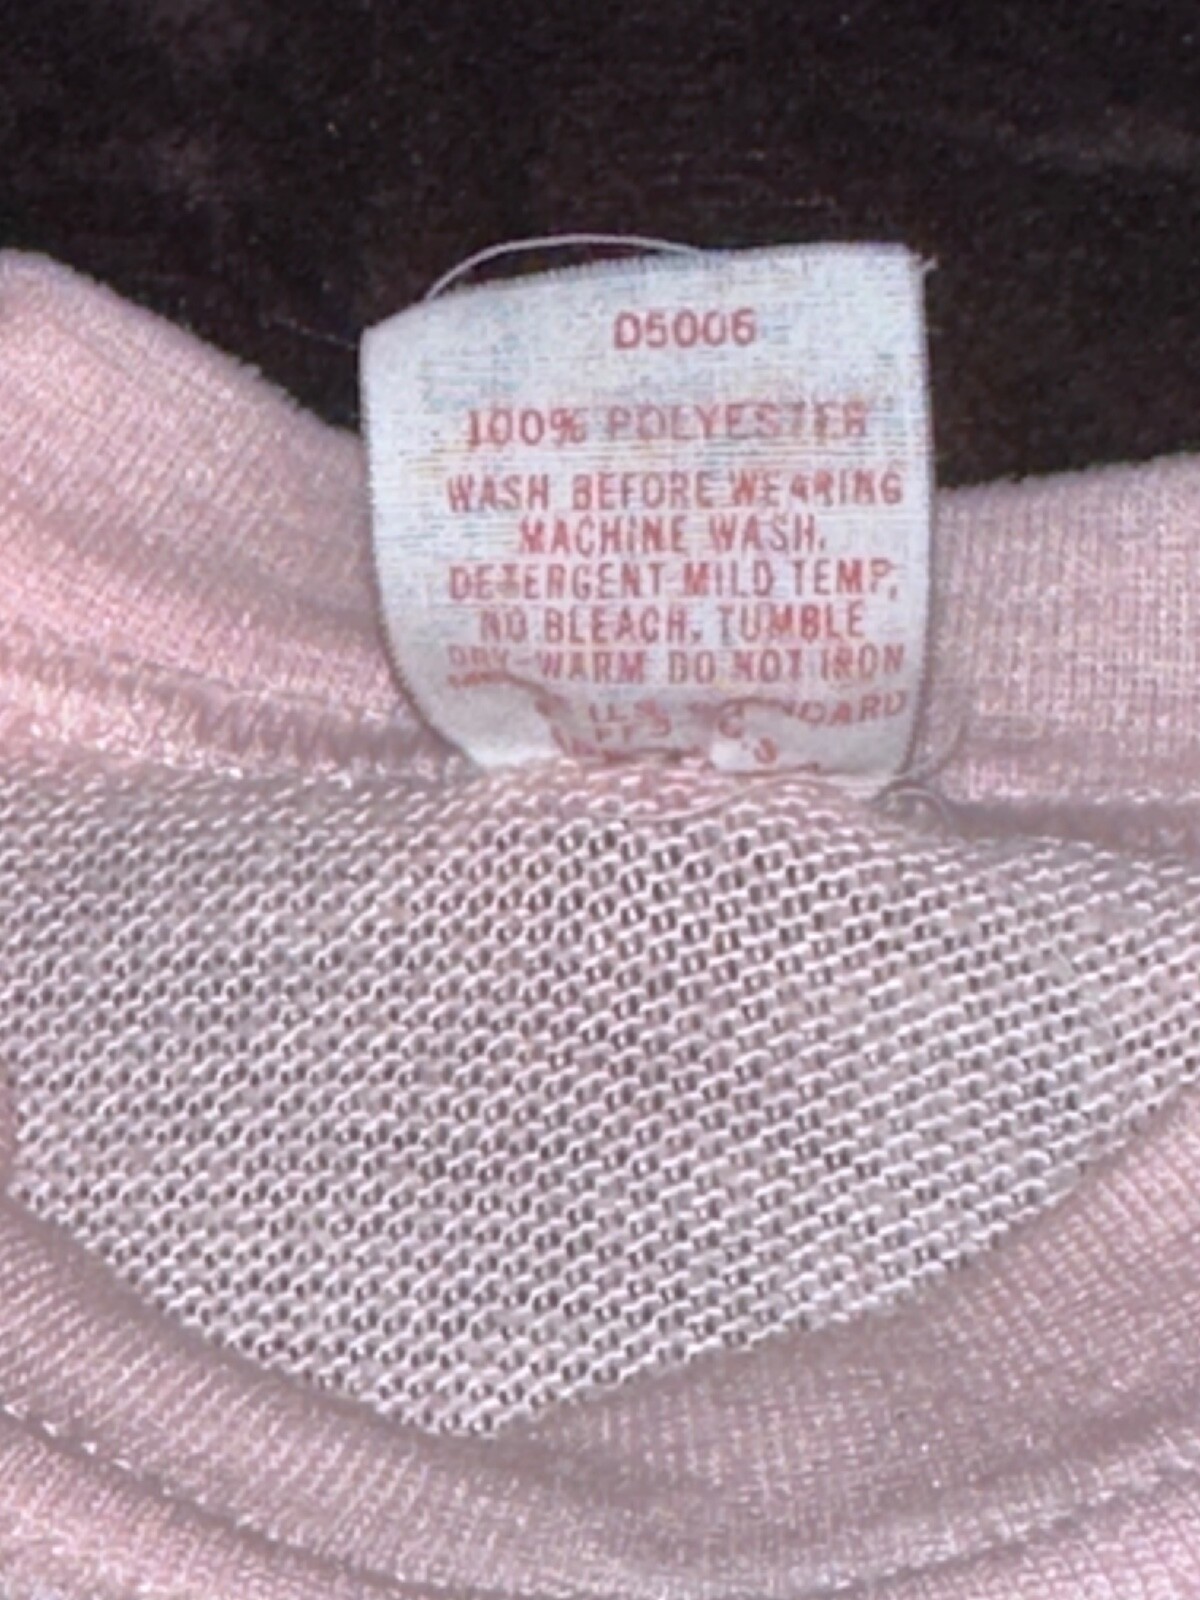 D5006
100% POLYESTER
WASH BEFORE WEARING
MACHINE WASH.
DETERGENT MILD TEMP,
NO BLEACH. TUMBLE
DRY-WARM DO NOT IRON